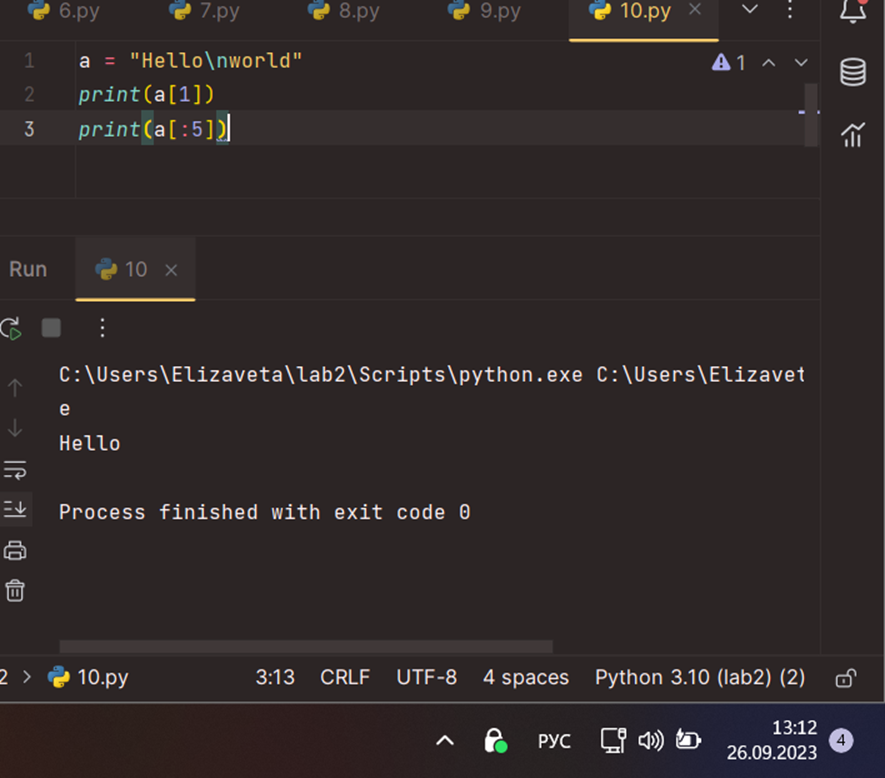 6.py 7.py 8.py 9.py 10.py
1 a = "Hello\nworld" 1
2 print(a[1])
3 print(a[:5])
Run 10
C:\Users\Elizaveta\lab2\Scripts\python.exe C:\Users\Elizavet
e
Hello
Process finished with exit code 0
2 > 10.py 3:13 CRLF UTF-8 4 spaces Python 3.10 (lab2) (2)
РУС 13:12 4
26.09.2023